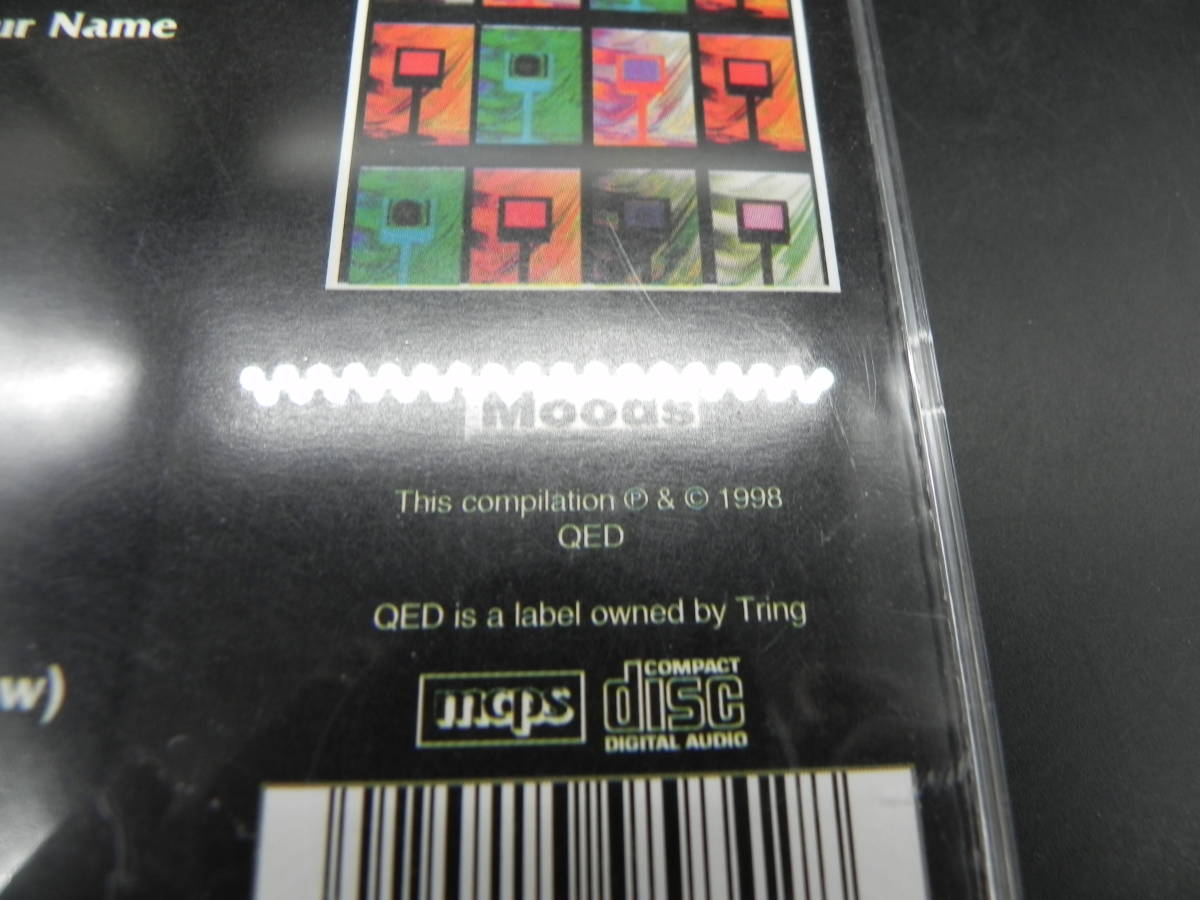 ur Name
Moods
This compilation ℗ & © 1998
QED
QED is a label owned by Tring
w)
mcps
COMPACT
disc
DIGITAL AUDIO